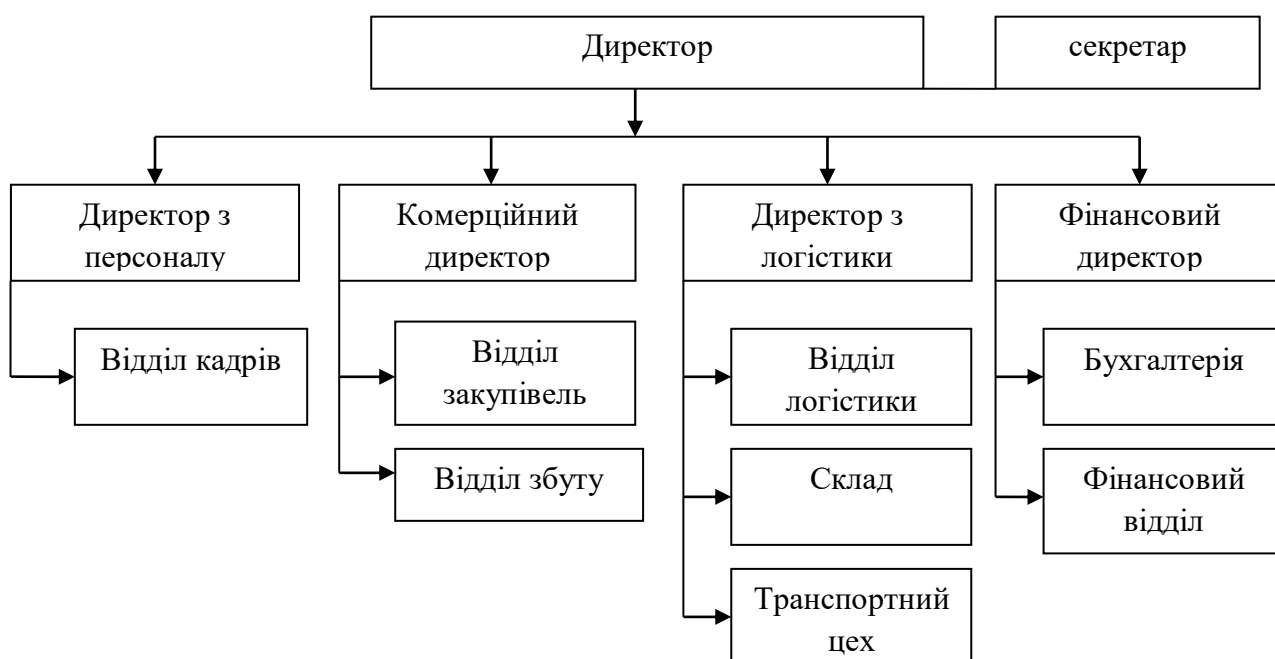 Директор
секретар
Директор з
персоналу
Комерційний
директор
Директор з
логістики
Фінансовий
директор
Відділ кадрів
Відділ
закупівель
Відділ
логістики
Бухгалтерія
Відділ збуту
Склад
Фінансовий
відділ
Транспортний
цех